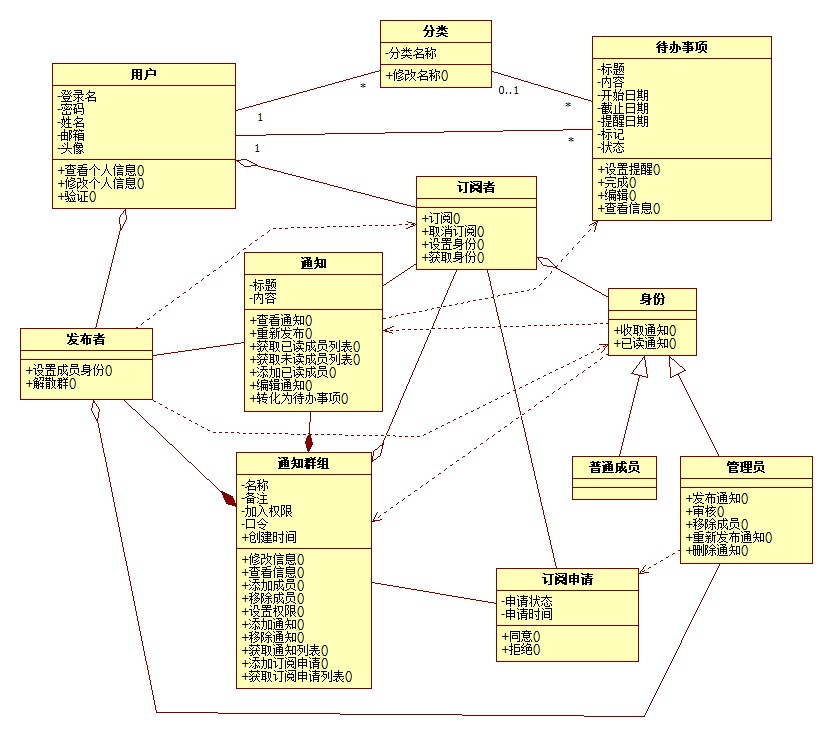 分类
-分类名称
+修改名称()
待办事项
-标题
-内容
-开始日期
-截止日期
-提醒日期
-标记
-状态
+设置提醒()
+完成()
+编辑()
+查看信息()
用户
-登录名
-密码
-姓名
-邮箱
-头像
+查看个人信息()
+修改个人信息()
+验证()
*
1
0..1
*
1
*
订阅者
+订阅()
+取消订阅()
+设置身份()
+获取身份()
通知
-标题
-内容
+查看通知()
+重新发布()
+获取已读成员列表()
+获取未读成员列表()
+添加已读成员()
+编辑通知()
+转化为待办事项()
身份
+收取通知()
+已读通知()
发布者
+设置成员身份()
+解散群()
通知群组
-名称
-备注
-加入权限
-口令
+创建时间
+修改信息()
+查看信息()
+添加成员()
+移除成员()
+设置权限()
+添加通知()
+移除通知()
+获取通知列表()
+添加订阅申请()
+获取订阅申请列表()
普通成员
管理员
+发布通知()
+审核()
+移除成员()
+重新发布通知()
+删除通知()
订阅申请
-申请状态
-申请时间
+同意()
+拒绝()